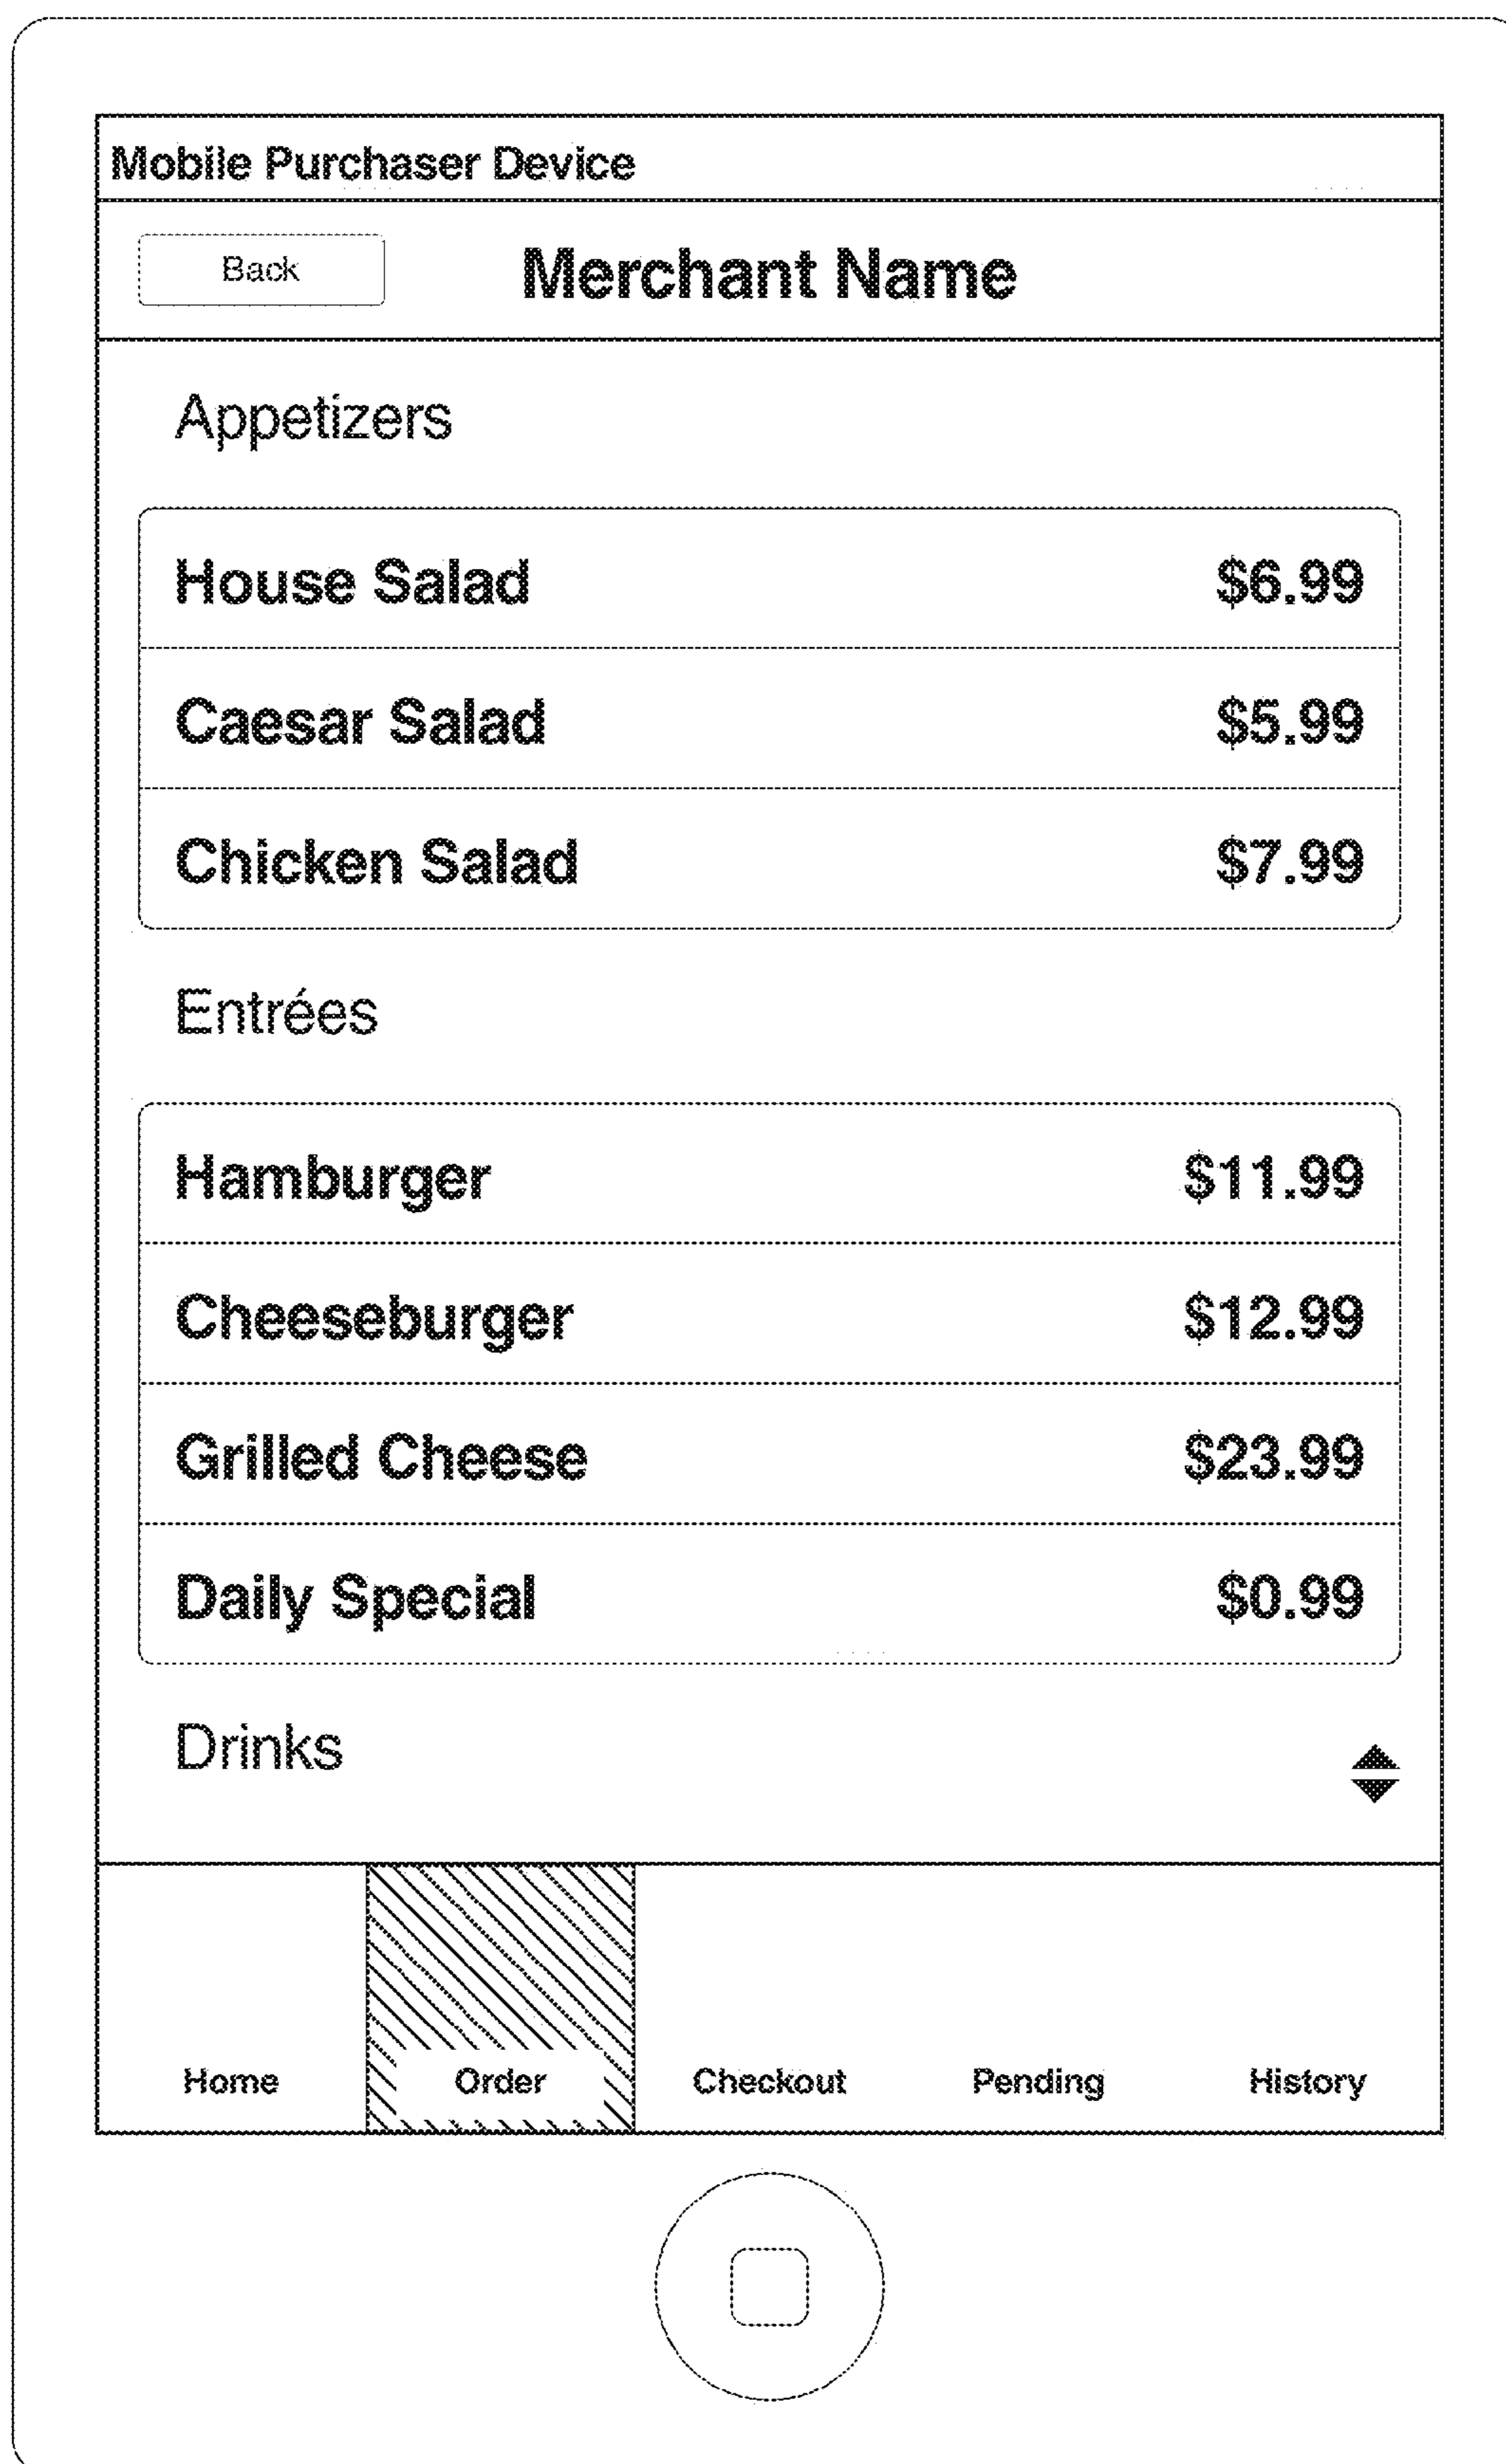 Mobile Purchaser Device
Back Merchant Name
Appetizers
House Salad $6.99
Caesar Salad $5.99
Chicken Salad $7.99
Entrées
Hamburger $11.99
Cheeseburger $12.99
Grilled Cheese $23.99
Daily Special $0.99
Drinks
Home Order Checkout Pending History